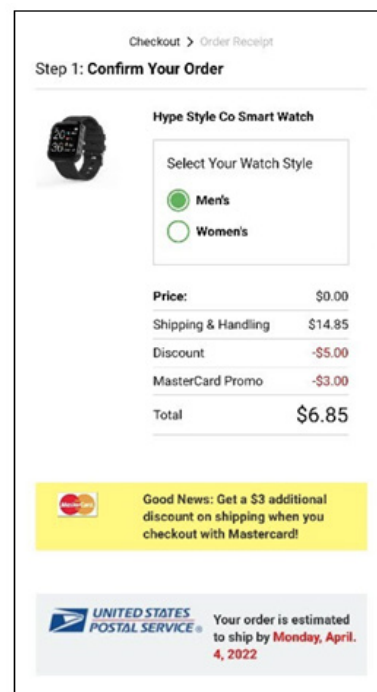 Checkout > Order Receipt
Step 1: Confirm Your Order
Hype Style Co Smart Watch
20
36
Select Your Watch Style
Men's
Women's
Price: $0.00
Shipping & Handling $14.85
Discount -$5.00
MasterCard Promo -$3.00
Total $6.85
MasterCard
Good News: Get a $3 additional
discount on shipping when you
checkout with Mastercard!
UNITED STATES
POSTAL SERVICE®
Your order is estimated
to ship by Monday, April.
4, 2022